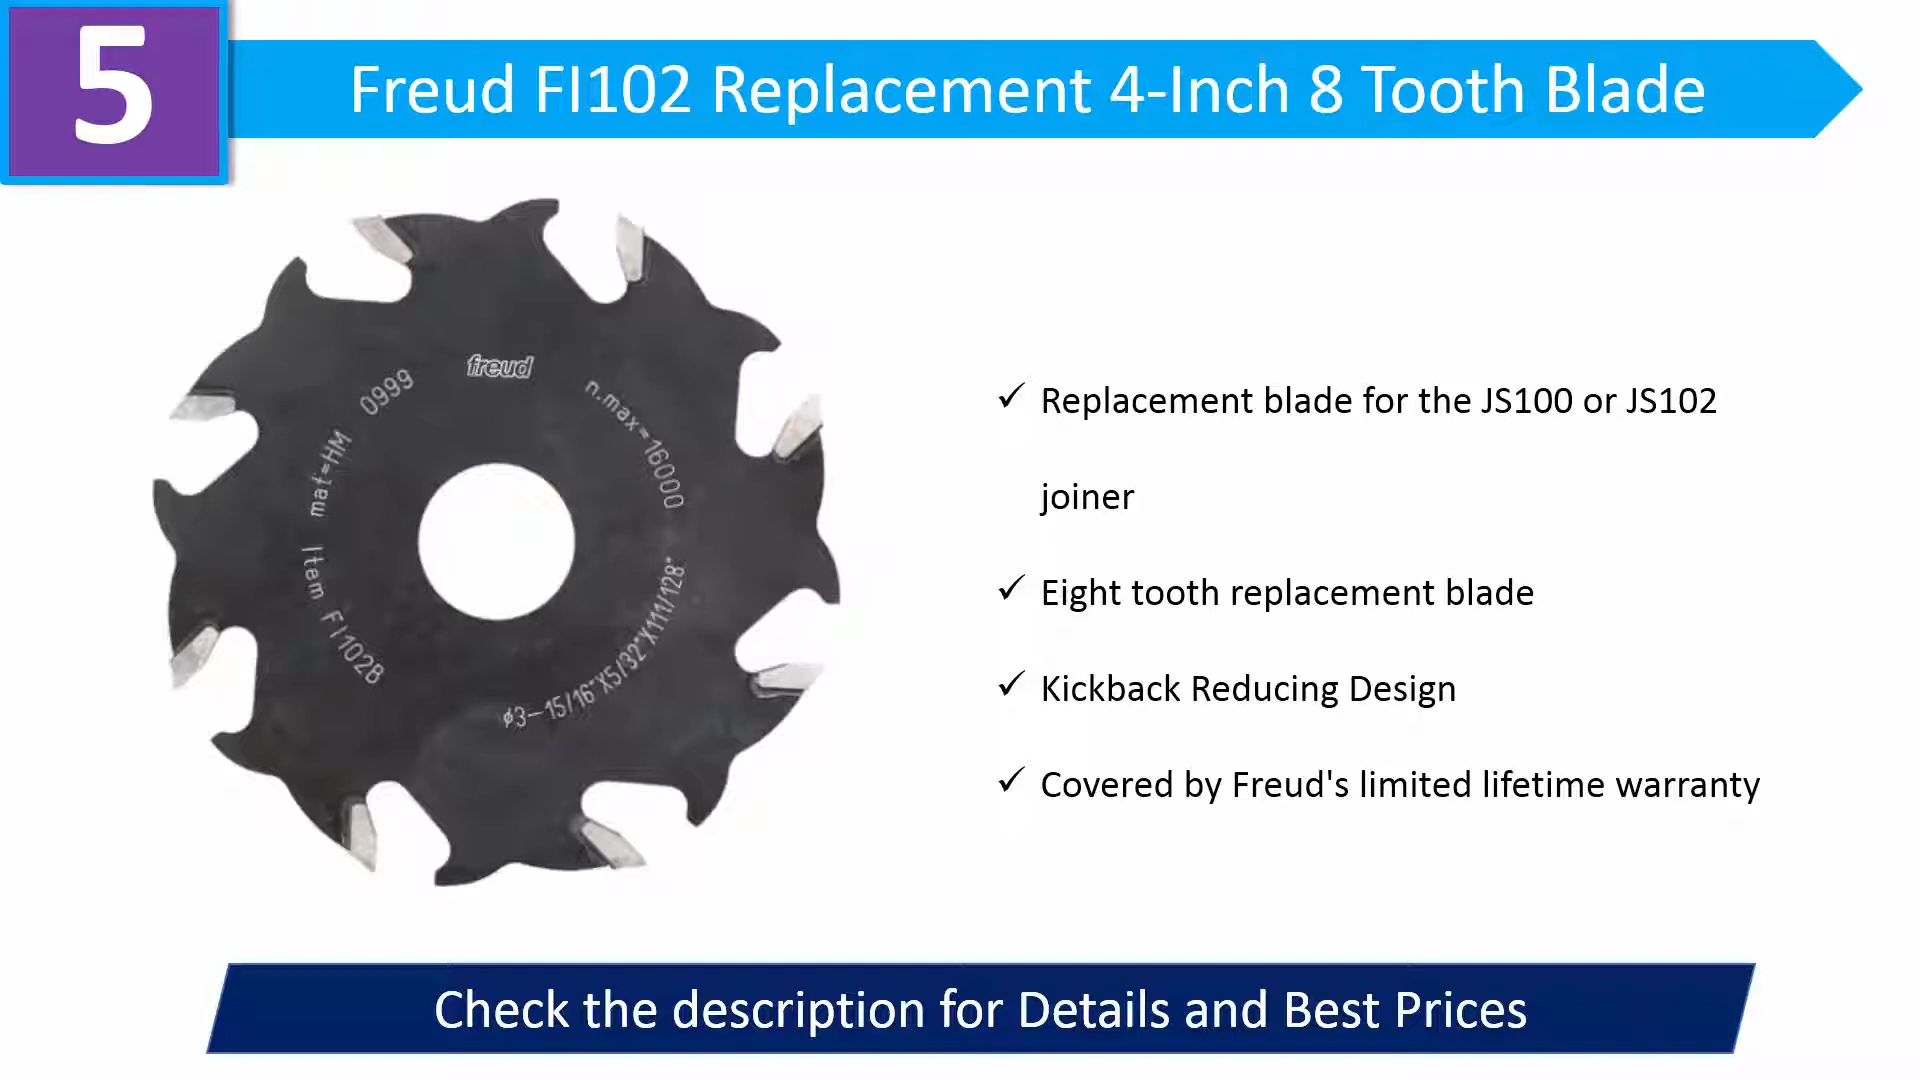 5
Freud FI102 Replacement 4-Inch 8 Tooth Blade
freud
n.max=16000
0999
mat=HM
Item FI102B
ø3-15/16"X5/32"X111/128"
✓ Replacement blade for the JS100 or JS102
joiner
✓ Eight tooth replacement blade
✓ Kickback Reducing Design
✓ Covered by Freud's limited lifetime warranty
Check the description for Details and Best Prices